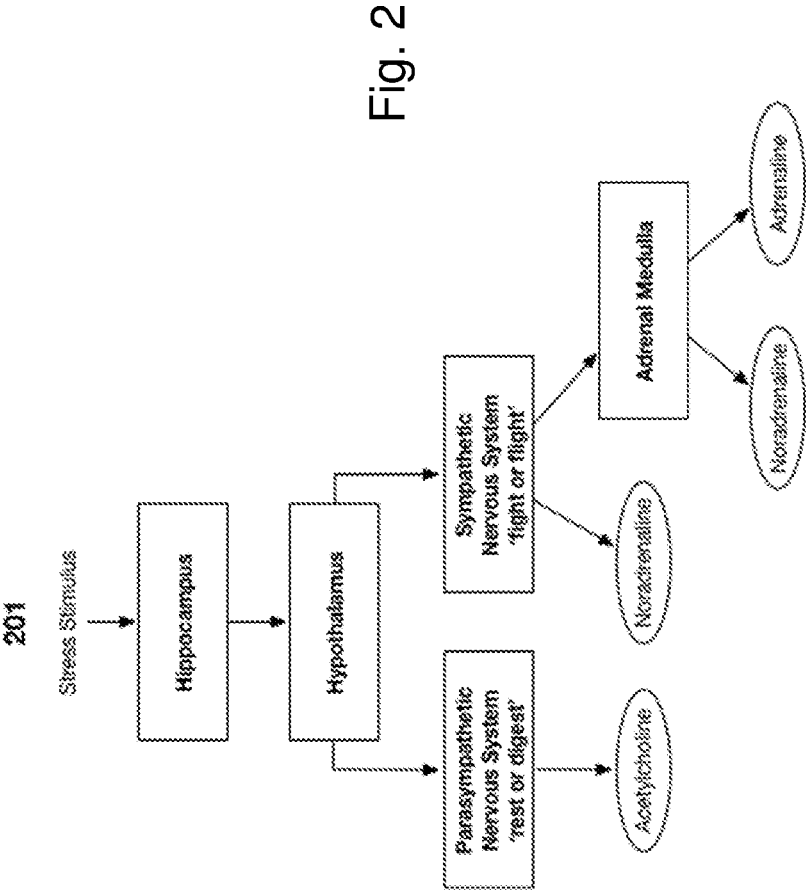 201
Stress Stimulus
Hippocampus
Hypothalamus
Parasympathetic
Nervous System
'rest or digest'
Sympathetic
Nervous System
'fight or flight'
Acetylcholine
Noradrenaline
Adrenal Medulla
Noradrenaline
Adrenaline
Fig. 2